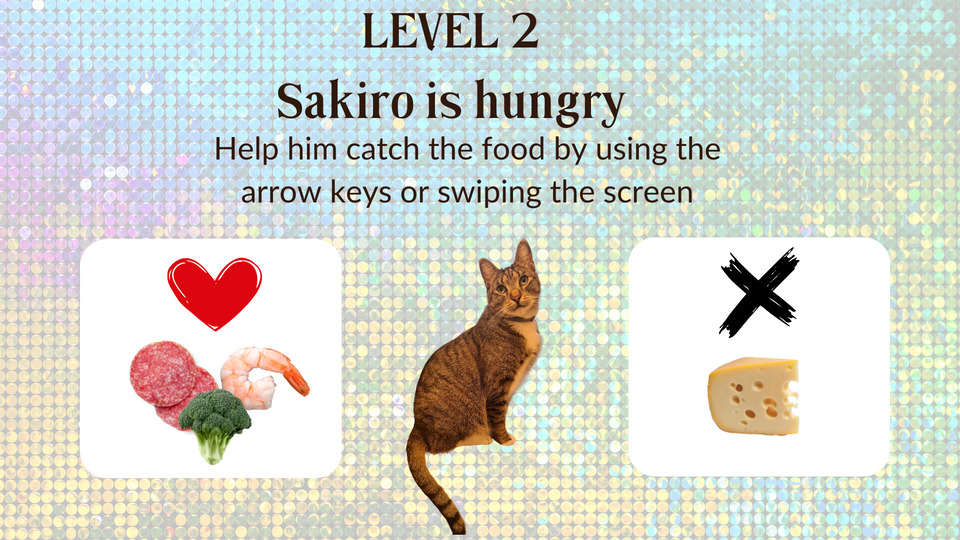 LEVEL 2
Sakiro is hungry
Help him catch the food by using the
arrow keys or swiping the screen